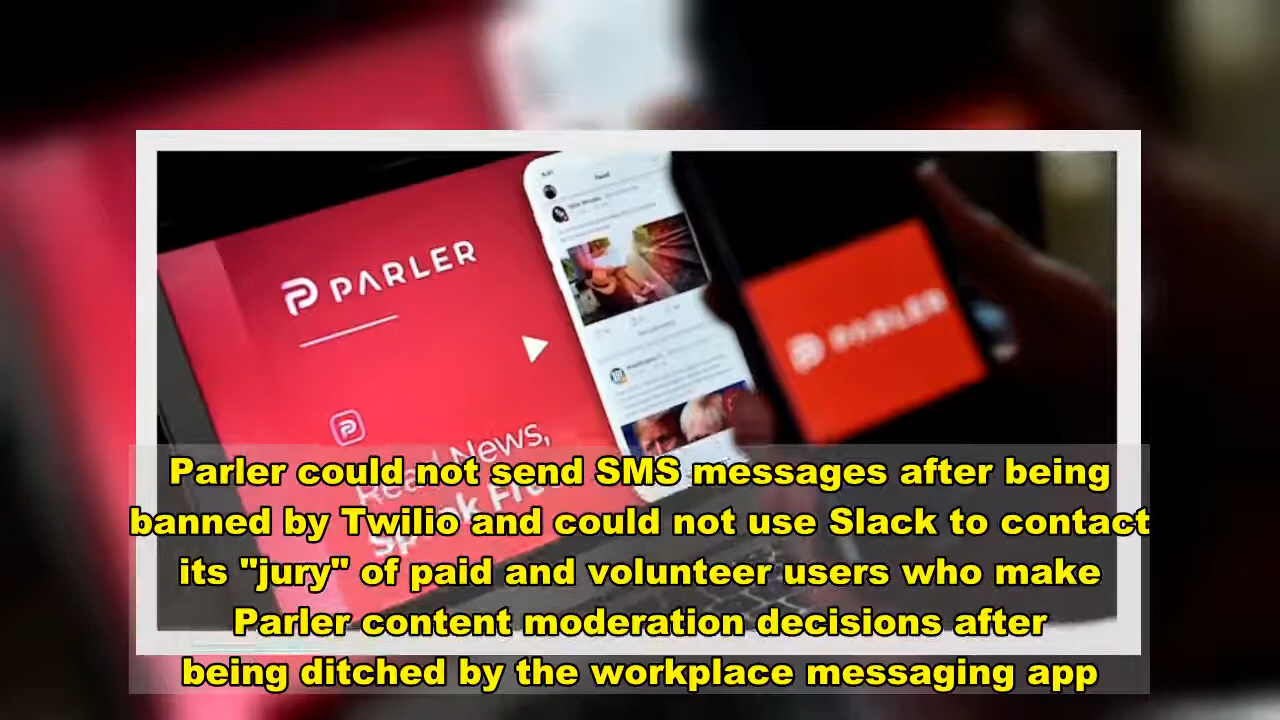 PARLER
PARLER
Read News,
Speak Fr
Parler could not send SMS messages after being
banned by Twilio and could not use Slack to contact
its "jury" of paid and volunteer users who make
Parler content moderation decisions after
being ditched by the workplace messaging app